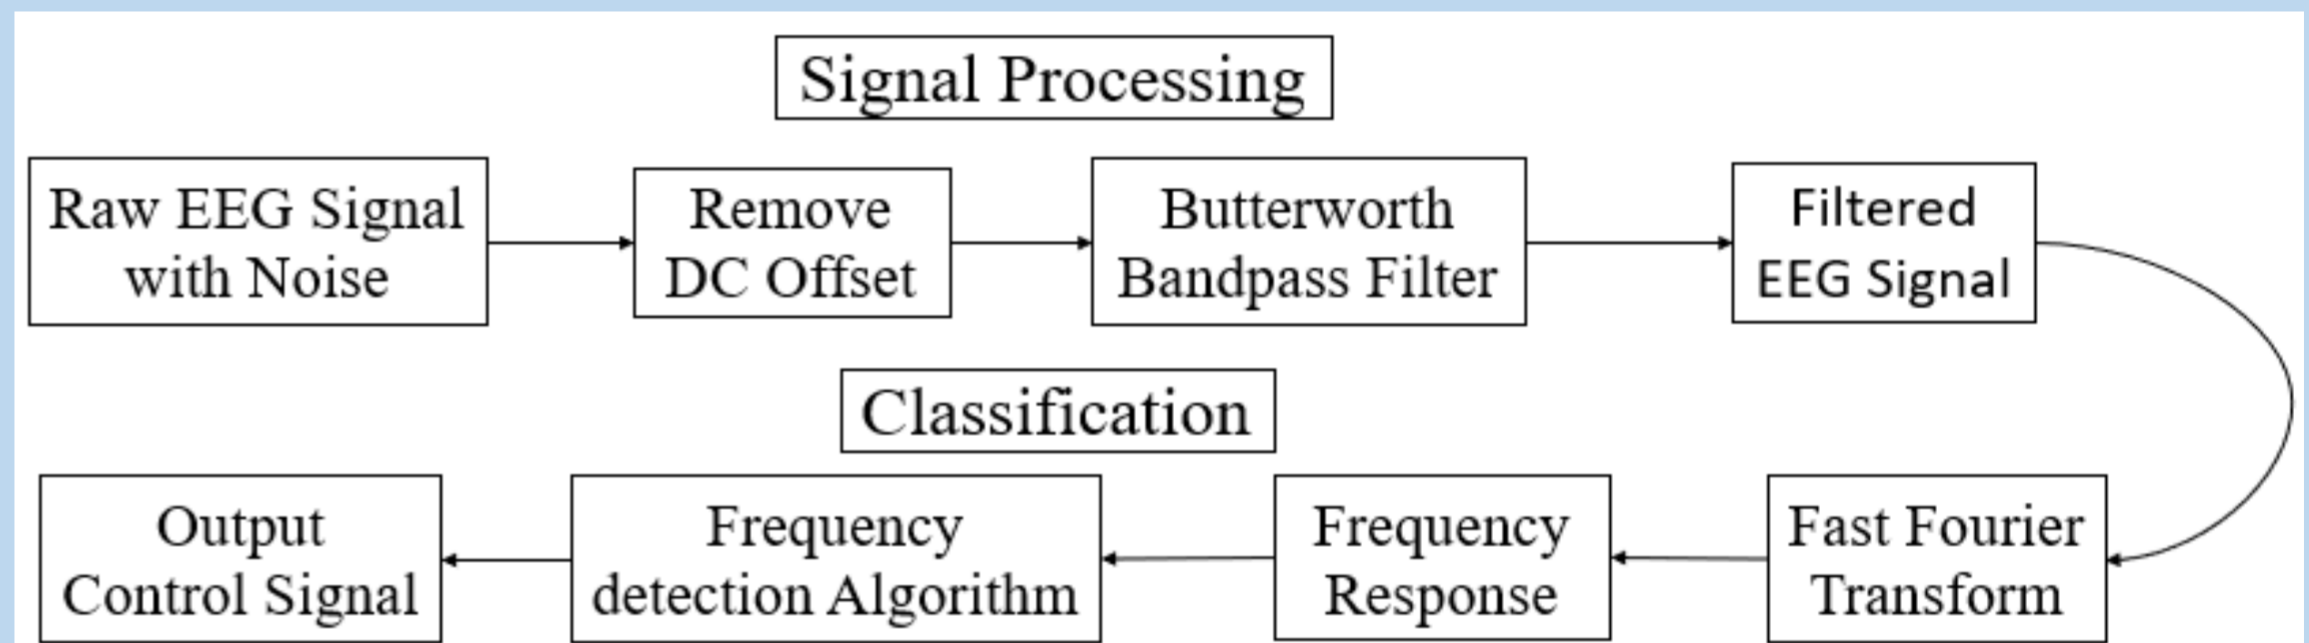 Signal Processing
Raw EEG Signal
with Noise
Remove
DC Offset
Butterworth
Bandpass Filter
Filtered
EEG Signal
Classification
Output
Control Signal
Frequency
detection Algorithm
Frequency
Response
Fast Fourier
Transform